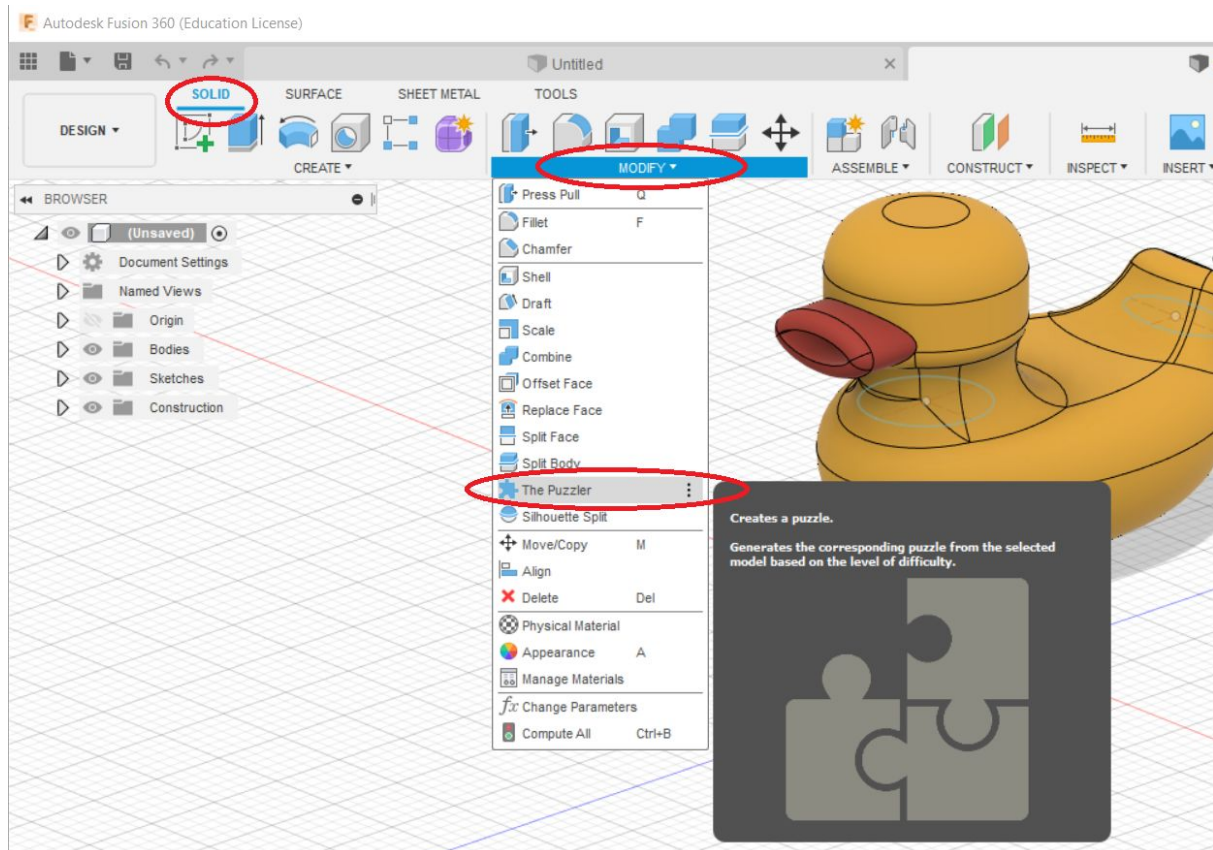 Autodesk Fusion 360 (Education License)
Untitled
SOLID SURFACE SHEET METAL TOOLS
DESIGN
CREATE MODIFY ASSEMBLE CONSTRUCT INSPECT INSERT
BROWSER
(Unsaved)
Document Settings
Named Views
Origin
Bodies
Sketches
Construction
Press Pull Q
Fillet F
Chamfer
Shell
Draft
Scale
Combine
Offset Face
Replace Face
Split Face
Split Body
The Puzzler
Silhouette Split
Move/Copy M
Align
Delete Del
Physical Material
Appearance A
Manage Materials
fx Change Parameters
Compute All Ctrl+B
Creates a puzzle.
Generates the corresponding puzzle from the selected
model based on the level of difficulty.